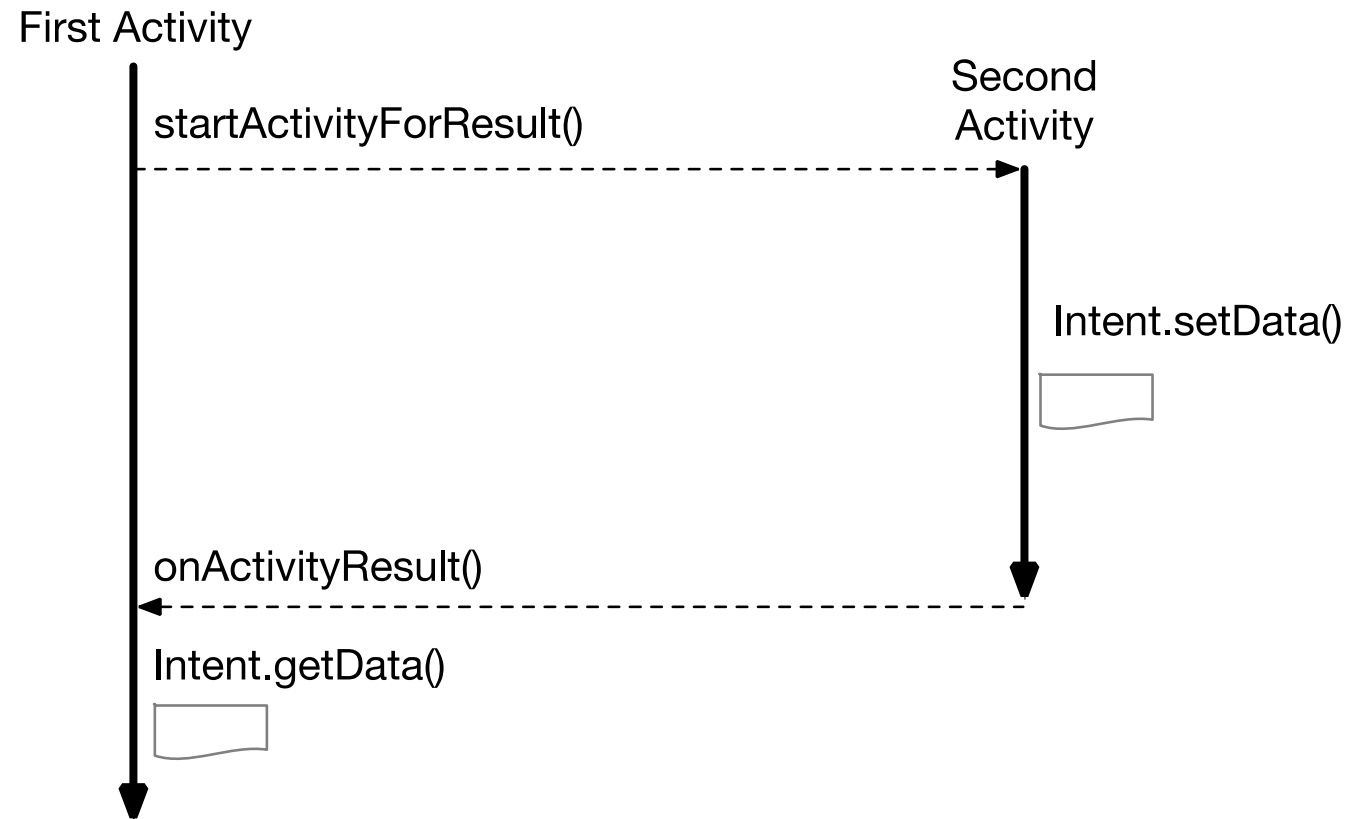 First Activity
Second
Activity
startActivityForResult()
Intent.setData()
onActivityResult()
Intent.getData()